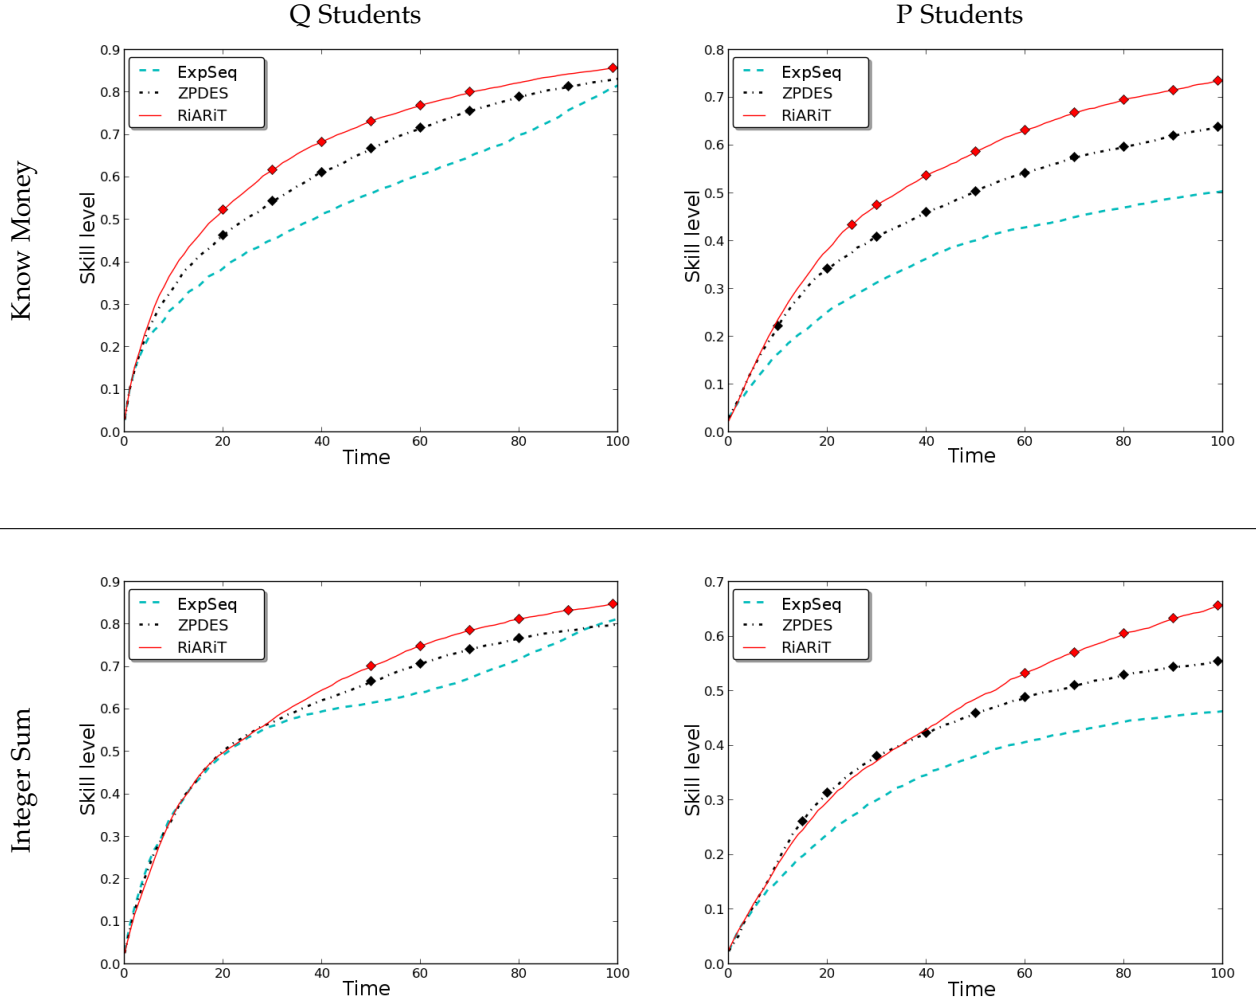 Q Students
P Students
Know Money
0.9
0.8
0.7
0.6
0.5
0.4
0.3
0.2
0.1
0.0
Skill level
ExpSeq
ZPDES
RiARiT
0
20
40
60
80
100
Time
0.8
0.7
0.6
0.5
0.4
0.3
0.2
0.1
0.0
Skill level
ExpSeq
ZPDES
RiARiT
0
20
40
60
80
100
Time
Integer Sum
0.9
0.8
0.7
0.6
0.5
0.4
0.3
0.2
0.1
0.0
Skill level
ExpSeq
ZPDES
RiARiT
0
20
40
60
80
100
Time
0.7
0.6
0.5
0.4
0.3
0.2
0.1
0.0
Skill level
ExpSeq
ZPDES
RiARiT
0
20
40
60
80
100
Time